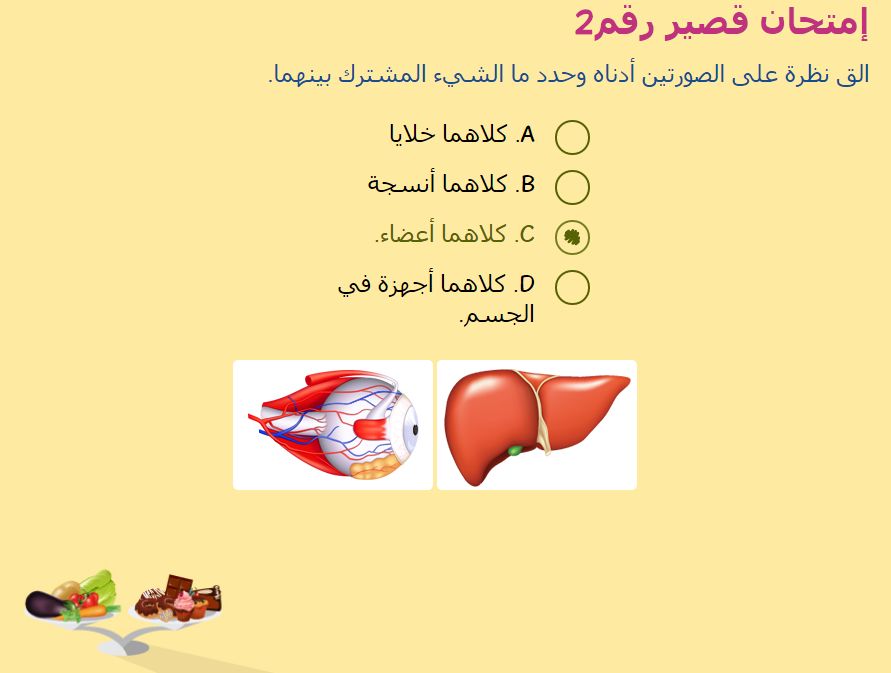 إمتحان قصير رقم2
الق نظرة على الصورتين أدناه وحدد ما الشيء المشترك بينهما.
A. كلاهما خلايا
B. كلاهما أنسجة
C. كلاهما أعضاء.
D. كلاهما أجهزة في
الجسم.